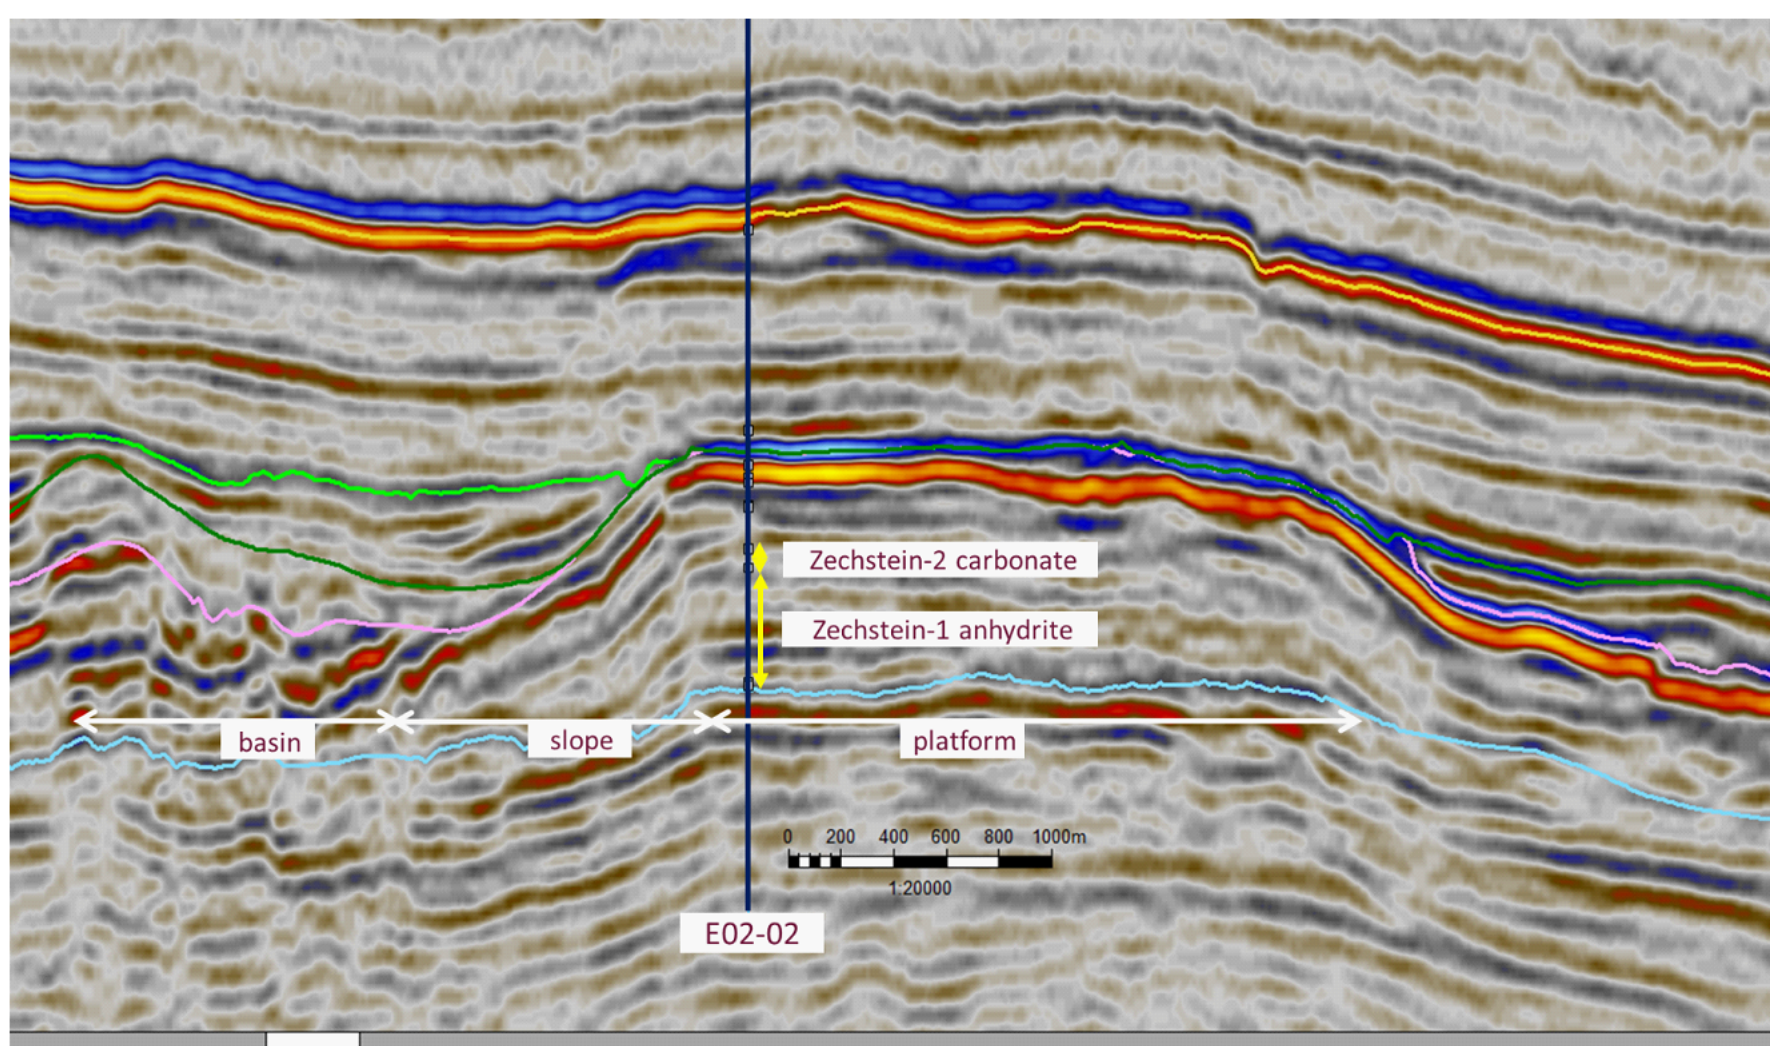 Zechstein-2 carbonate
Zechstein-1 anhydrite
basin
slope
platform
0 200 400 600 800 1000m
1:20000
E02-02